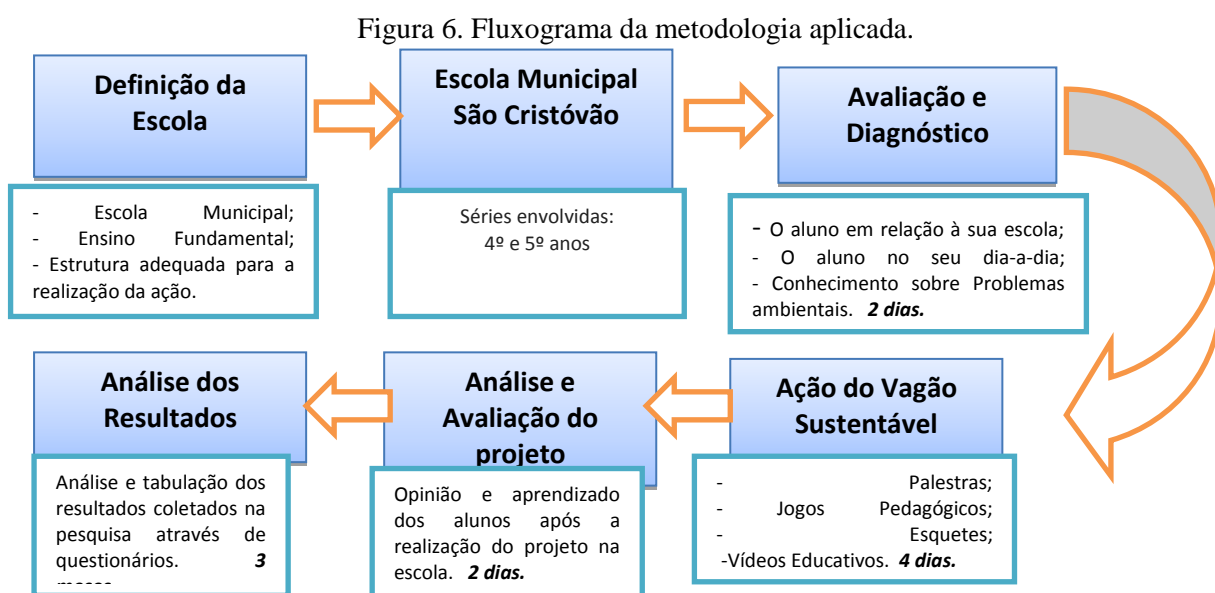 Figura 6. Fluxograma da metodologia aplicada.
Definição da
Escola
- Escola Municipal;
- Ensino Fundamental;
- Estrutura adequada para a
realização da ação.
Escola Municipal
São Cristóvão
Séries envolvidas:
4º e 5º anos
Avaliação e
Diagnóstico
- O aluno em relação à sua escola;
- O aluno no seu dia-a-dia;
- Conhecimento sobre Problemas
ambientais. 2 dias.
Ação do Vagão
Sustentável
- Palestras;
- Jogos Pedagógicos;
- Esquetes;
-Vídeos Educativos. 4 dias.
Análise e
Avaliação do
projeto
Opinião e aprendizado
dos alunos após a
realização do projeto na
escola. 2 dias.
Análise dos
Resultados
Análise e tabulação dos
resultados coletados na
pesquisa através de
questionários. 3